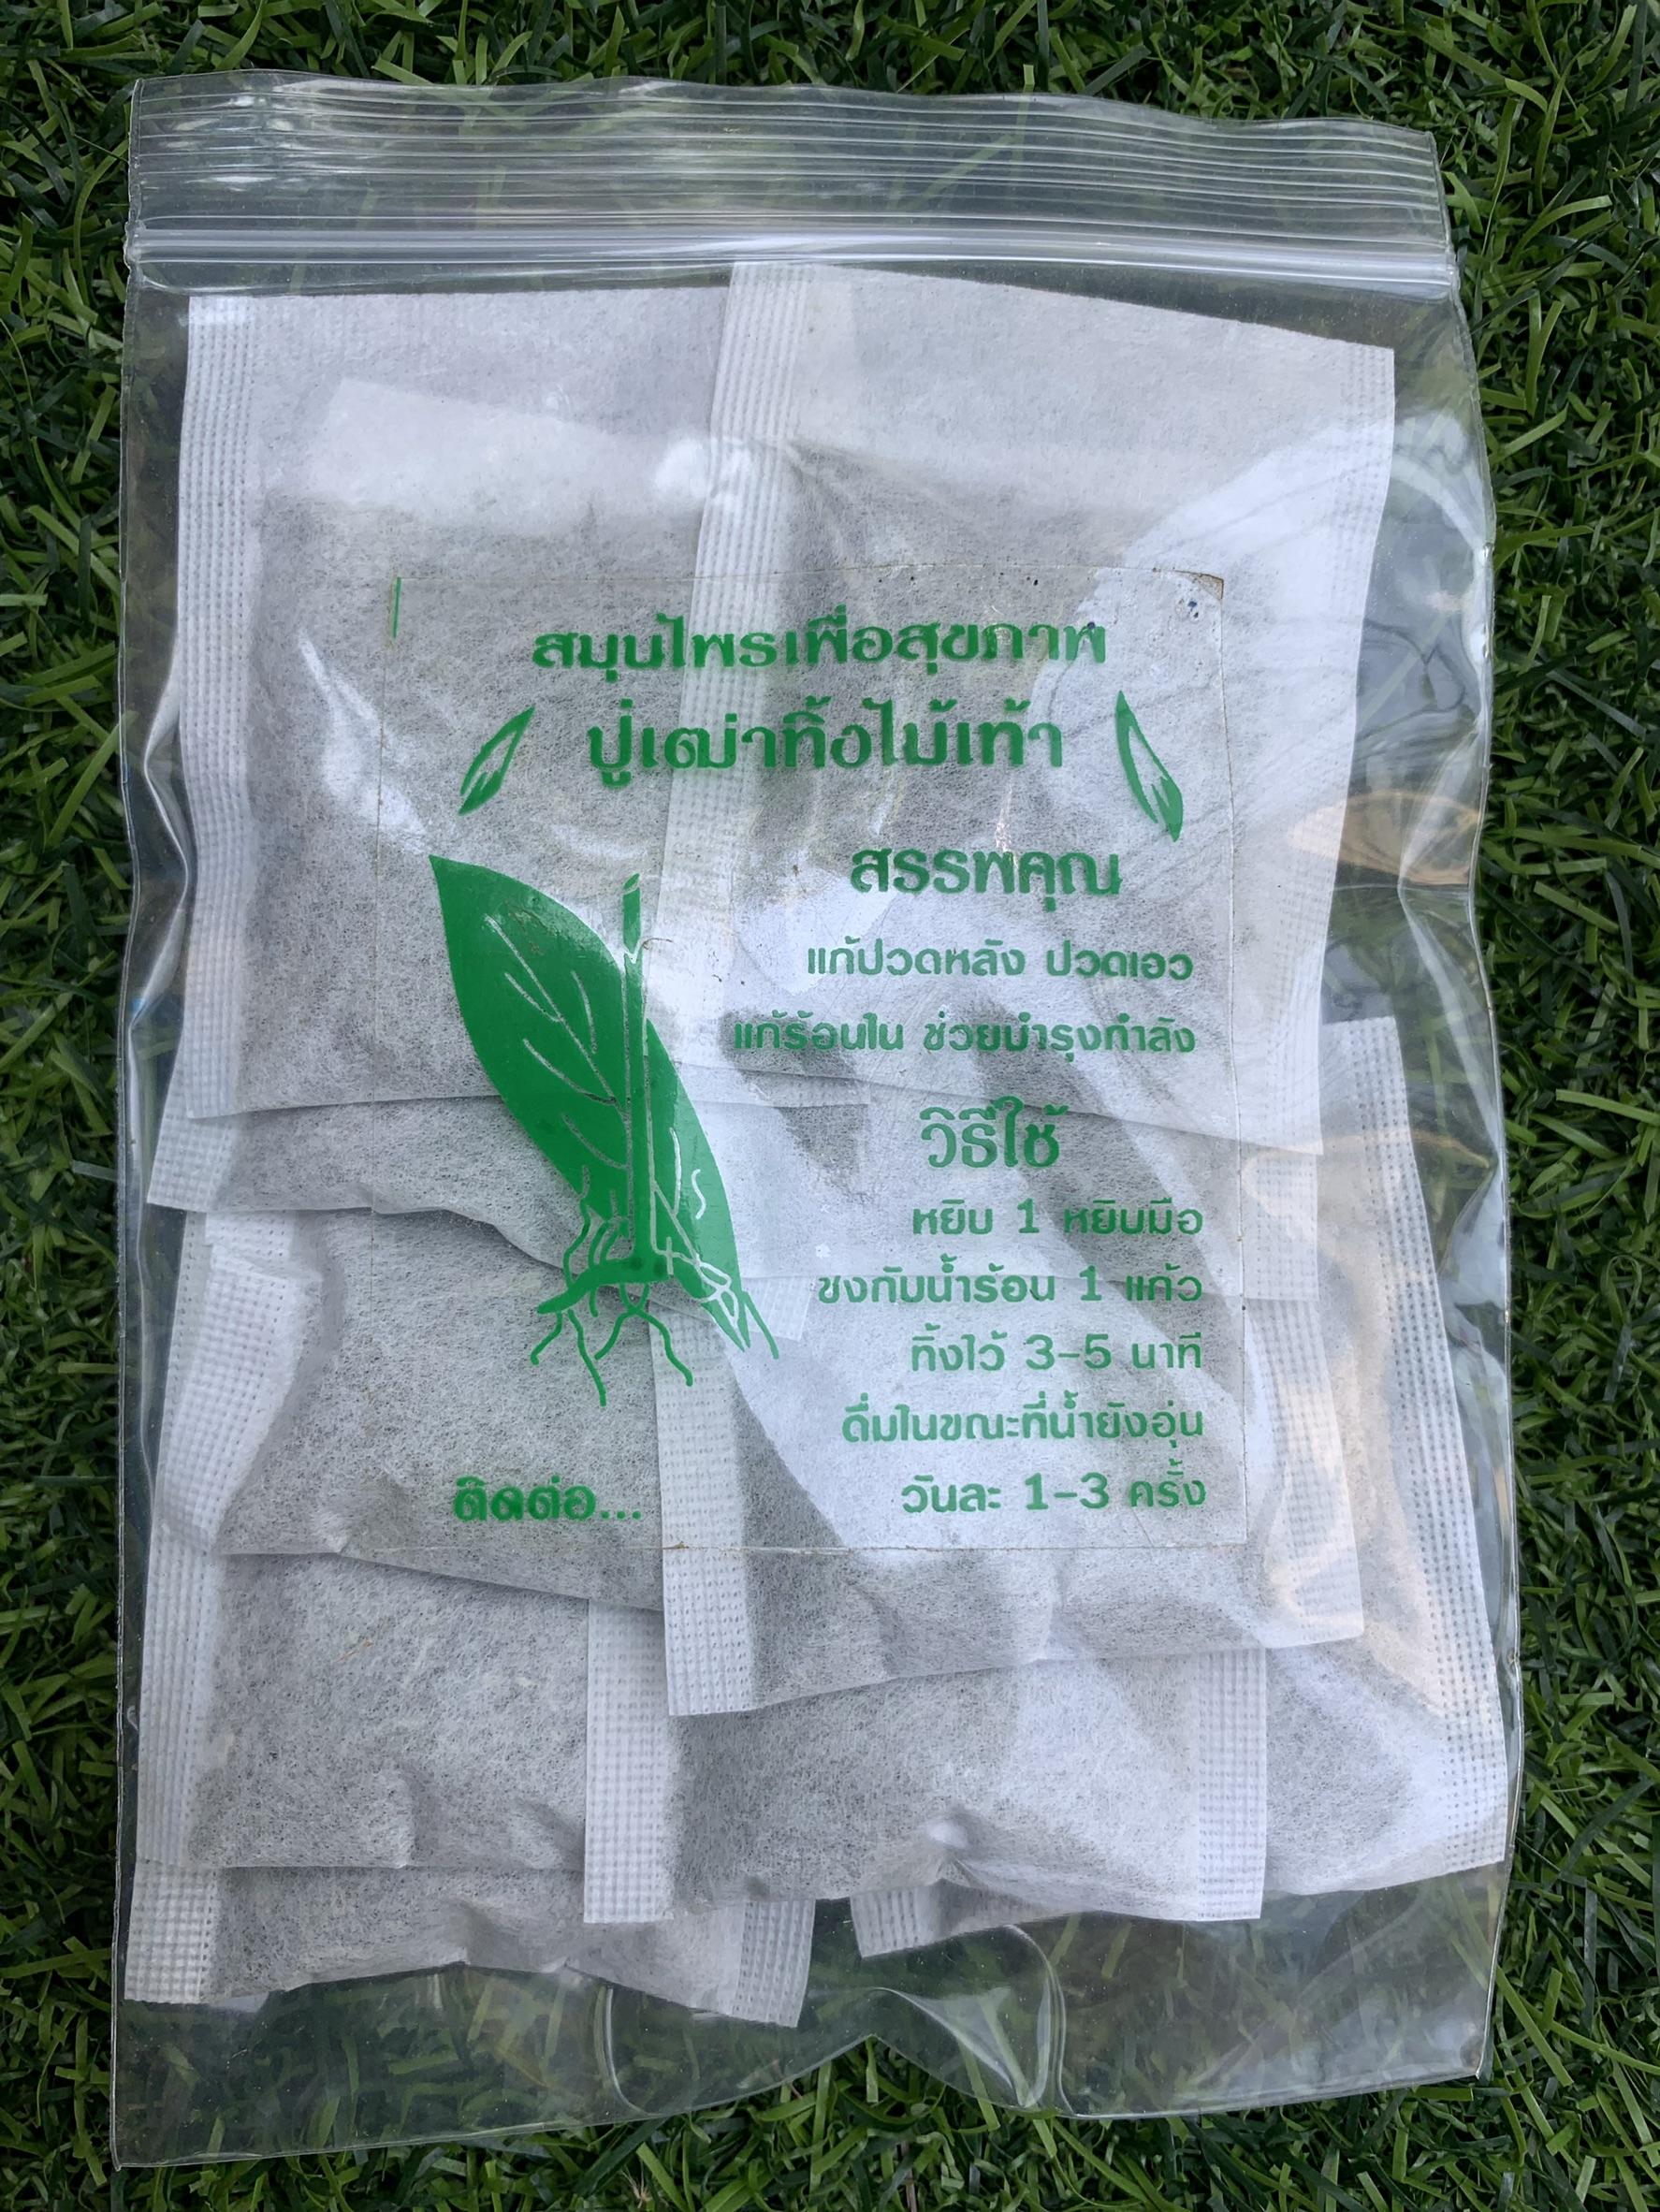 สมุนไพรเพื่อสุขภาพ
ปู่เฒ่าทิ้งไม้เท้า
สรรพคุณ
แก้ปวดหลัง ปวดเอว
แก้ร้อนใน ช่วยบำรุงกำลัง
วิธีใช้
หยิบ 1 หยิบมือ
ชงกับน้ำร้อน 1 แก้ว
ทิ้งไว้ 3-5 นาที
ดื่มในขณะที่น้ำยังอุ่น
วันละ 1-3 ครั้ง
ติดต่อ...